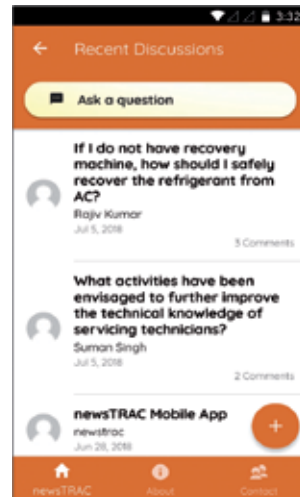 3:32
Recent Discussions
Ask a question
If I do not have recovery
machine, how should I safely
recover the refrigerant from
AC?
Rajiv Kumar
Jul 5, 2018
3 Comments
What activities have been
envisaged to further improve
the technical knowledge of
servicing technicians?
Suman Singh
Jul 5, 2018
2 Comments
newsTRAC Mobile App
newstrac
Jun 28, 2018
+
newsTRAC About Contact